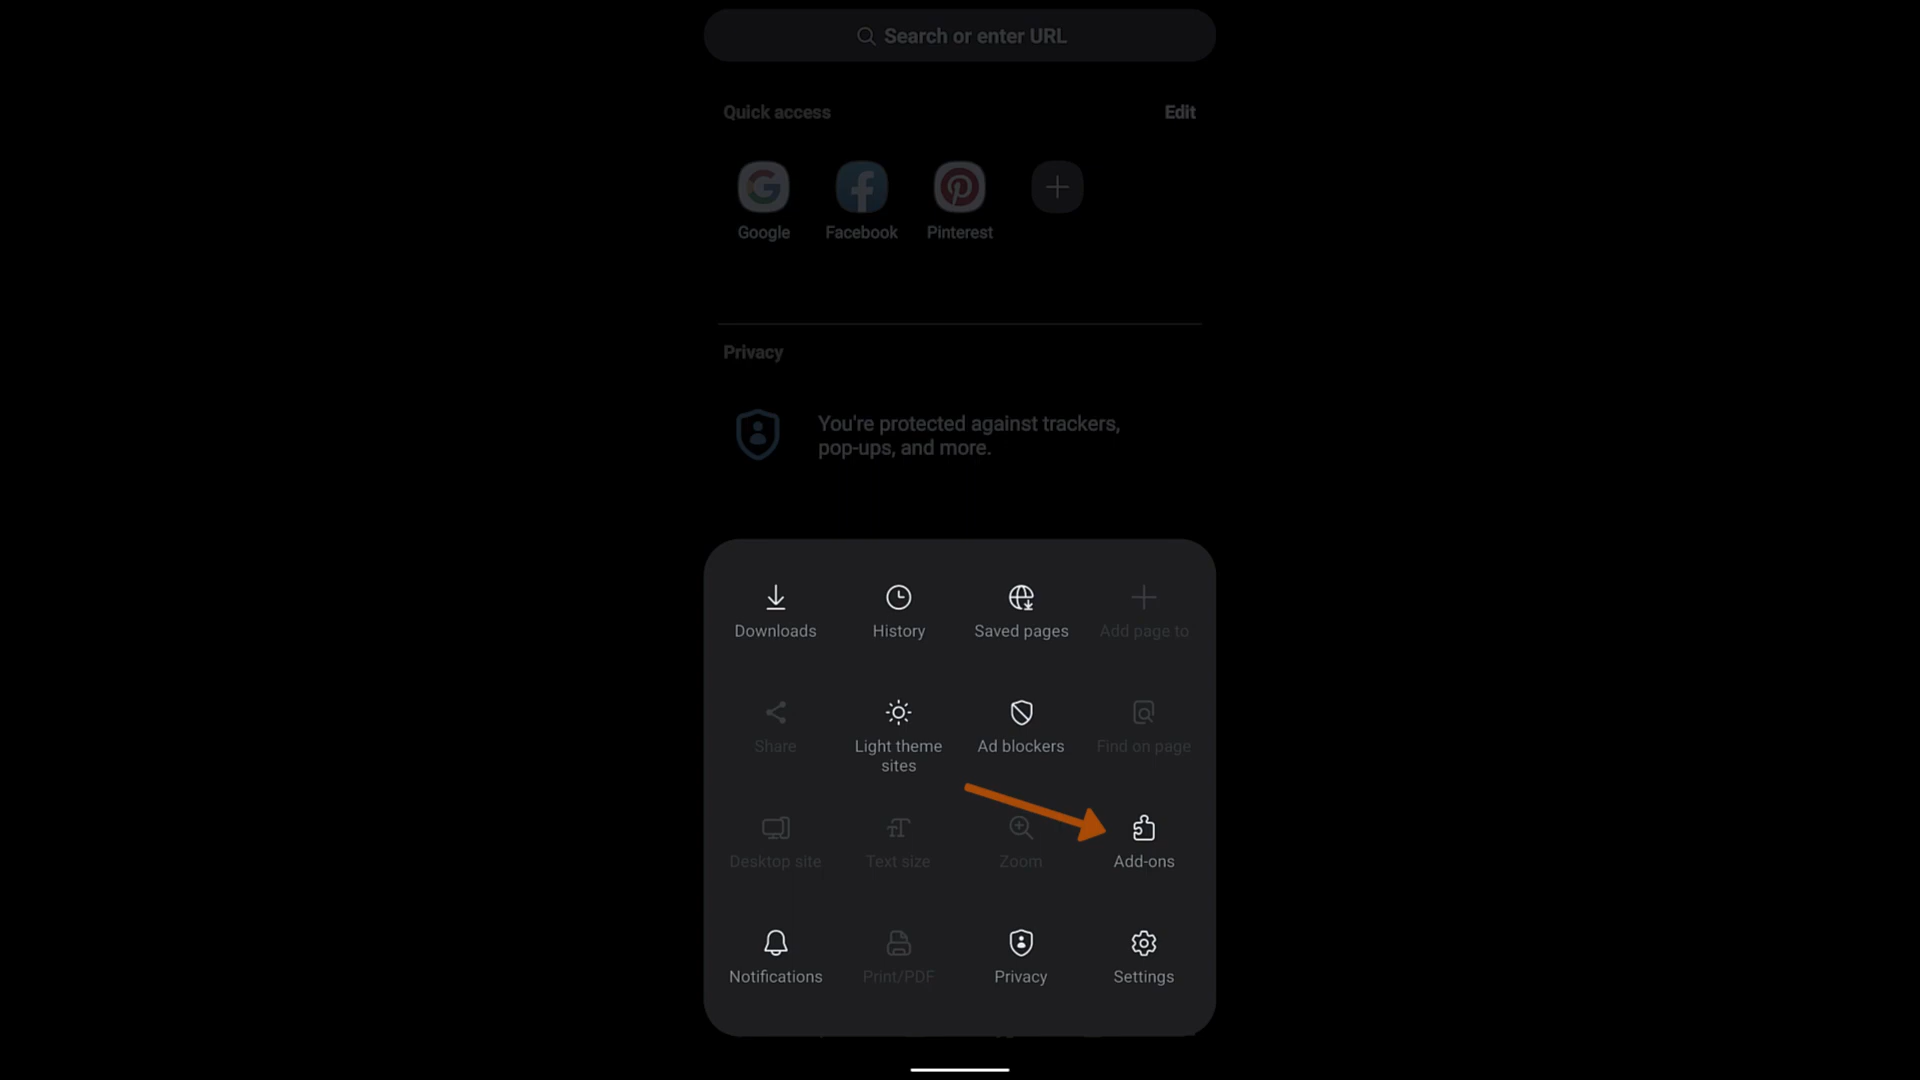 Search or enter URL
Quick access
Edit
Google
Facebook
Pinterest
Privacy
You're protected against trackers,
pop-ups, and more.
Downloads
History
Saved pages
Add page to
Share
Light theme
sites
Ad blockers
Find on page
Desktop site
Text size
Zoom
Add-ons
Notifications
Print/PDF
Privacy
Settings